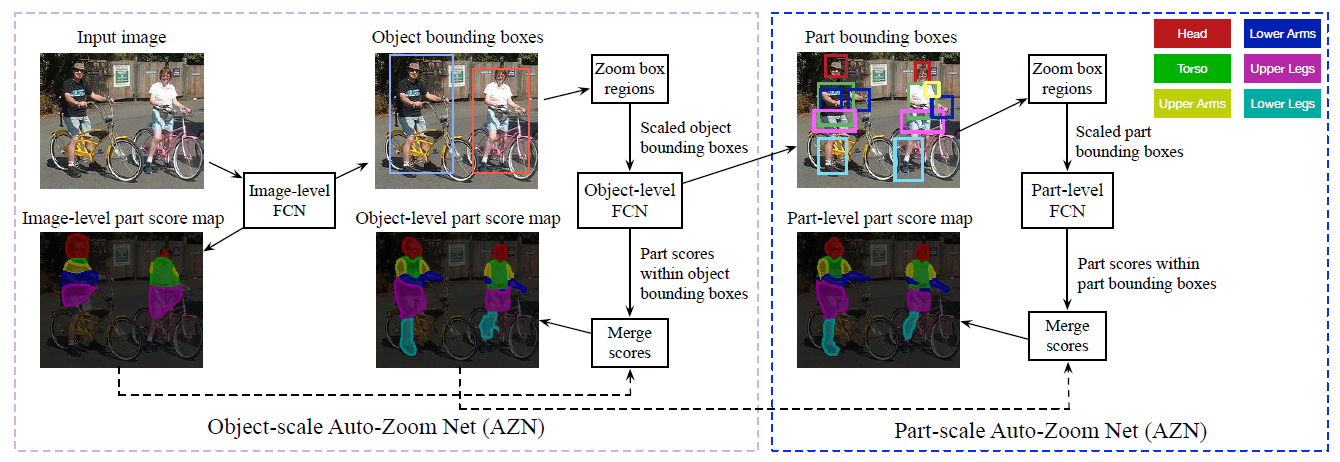 Input image
Object bounding boxes
Zoom box
regions
Scaled object
bounding boxes
Image-level
FCN
Object-level
FCN
Image-level part score map
Object-level part score map
Part scores
within object
bounding boxes
Merge
scores
Object-scale Auto-Zoom Net (AZN)
Part bounding boxes
Zoom box
regions
Head
Lower Arms
Torso
Upper Legs
Upper Arms
Lower Legs
Scaled part
bounding boxes
Part-level
FCN
Part-level part score map
Part scores within
part bounding boxes
Merge
scores
Part-scale Auto-Zoom Net (AZN)